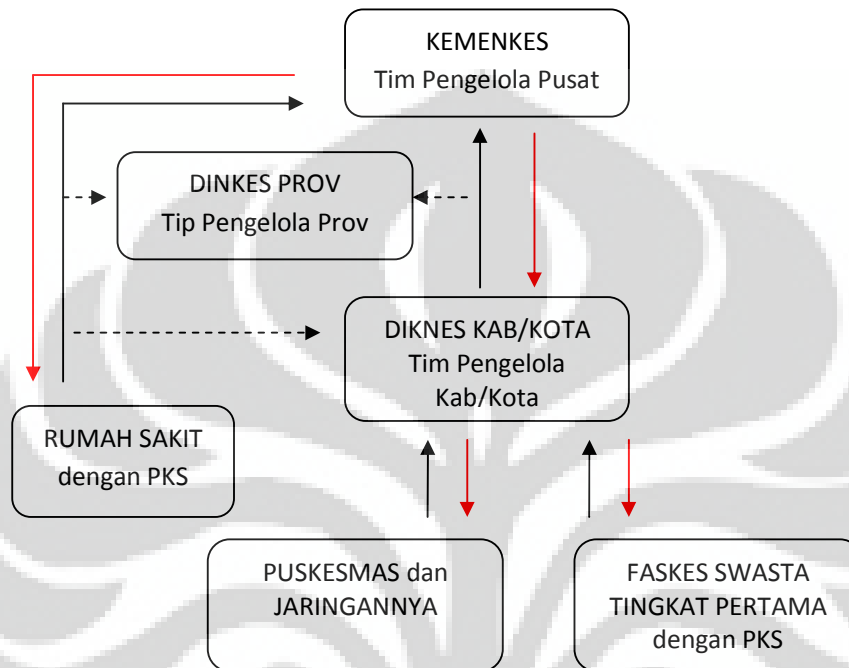 KEMENKES
Tim Pengelola Pusat
DINKES PROV
Tip Pengelola Prov
DIKNES KAB/KOTA
Tim Pengelola
Kab/Kota
RUMAH SAKIT
dengan PKS
PUSKESMAS dan
JARINGANNYA
FASKES SWASTA
TINGKAT PERTAMA
dengan PKS